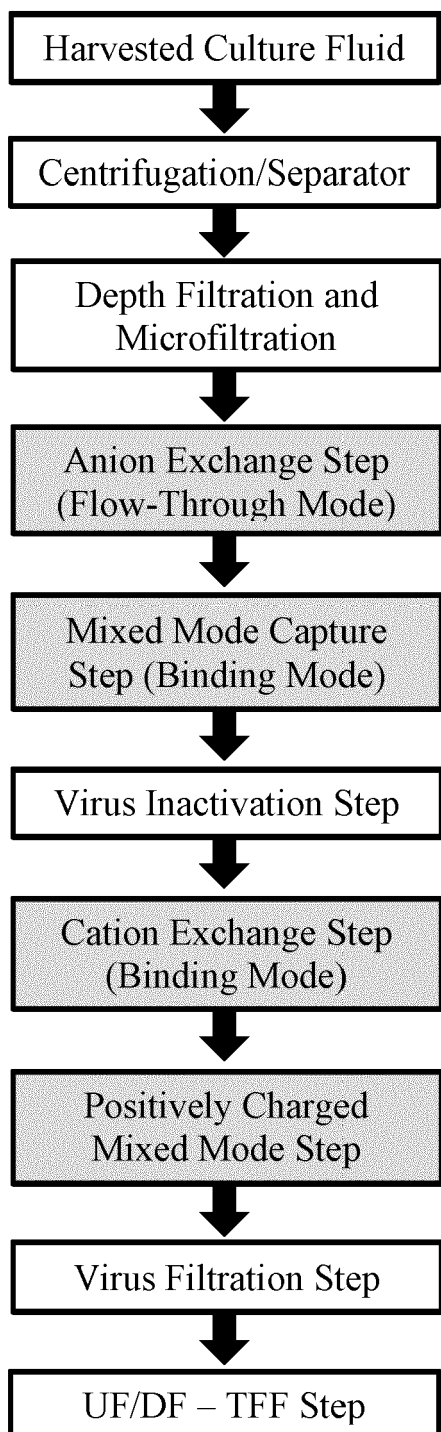 Harvested Culture Fluid
Centrifugation/Separator
Depth Filtration and
Microfiltration
Anion Exchange Step
(Flow-Through Mode)
Mixed Mode Capture
Step (Binding Mode)
Virus Inactivation Step
Cation Exchange Step
(Binding Mode)
Positively Charged
Mixed Mode Step
Virus Filtration Step
UF/DF – TFF Step